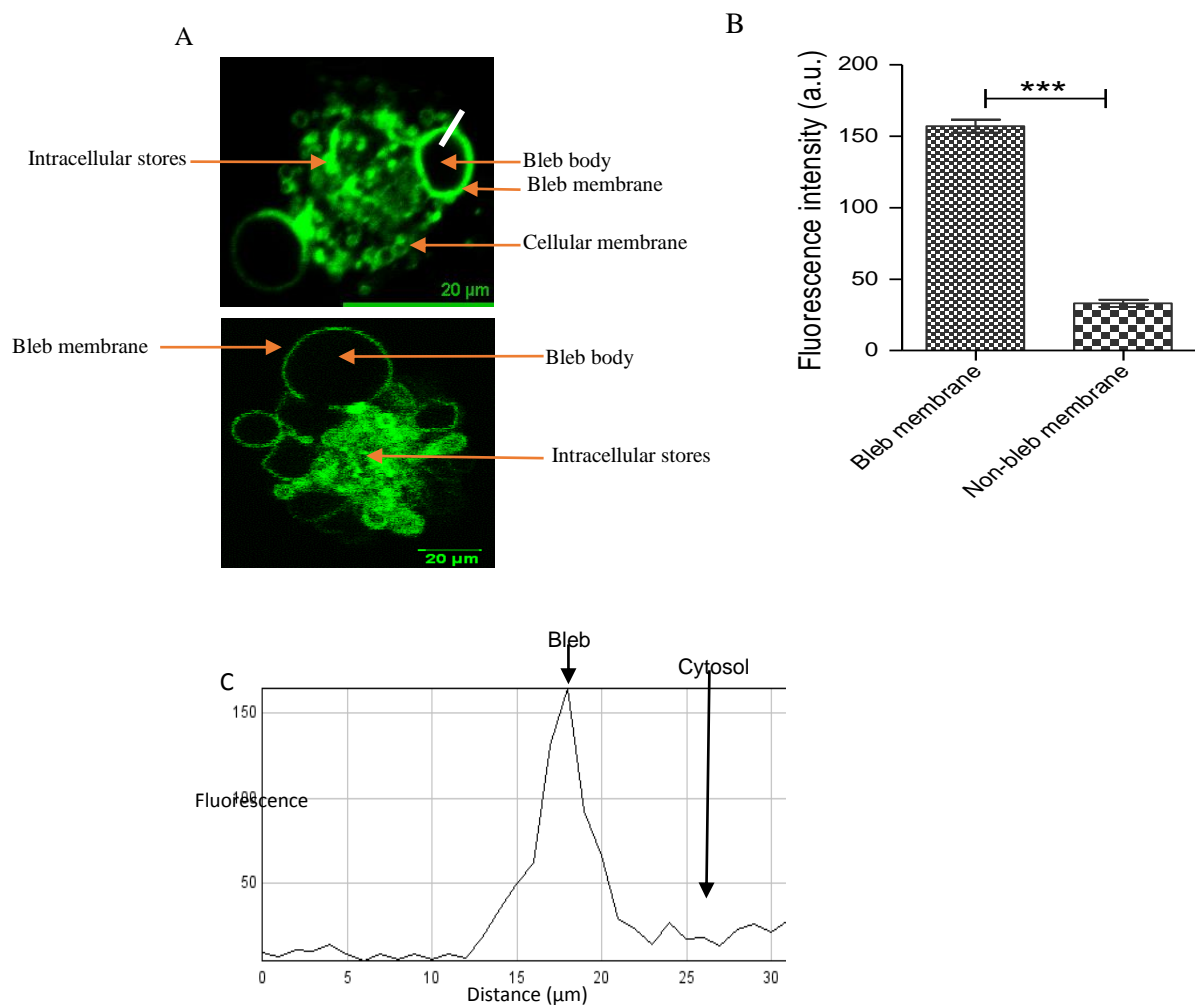 A
Intracellular stores
Bleb body
Bleb membrane
Cellular membrane
20 µm
Bleb membrane
Bleb body
Intracellular stores
20 µm
B
Fluorescence intensity (a.u.)
200
150
100
50
0
***
Bleb membrane
Non-bleb membrane
C
Bleb
Cytosol
150
100
50
Fluorescence
0 5 10 15 20 25 30
Distance (µm)